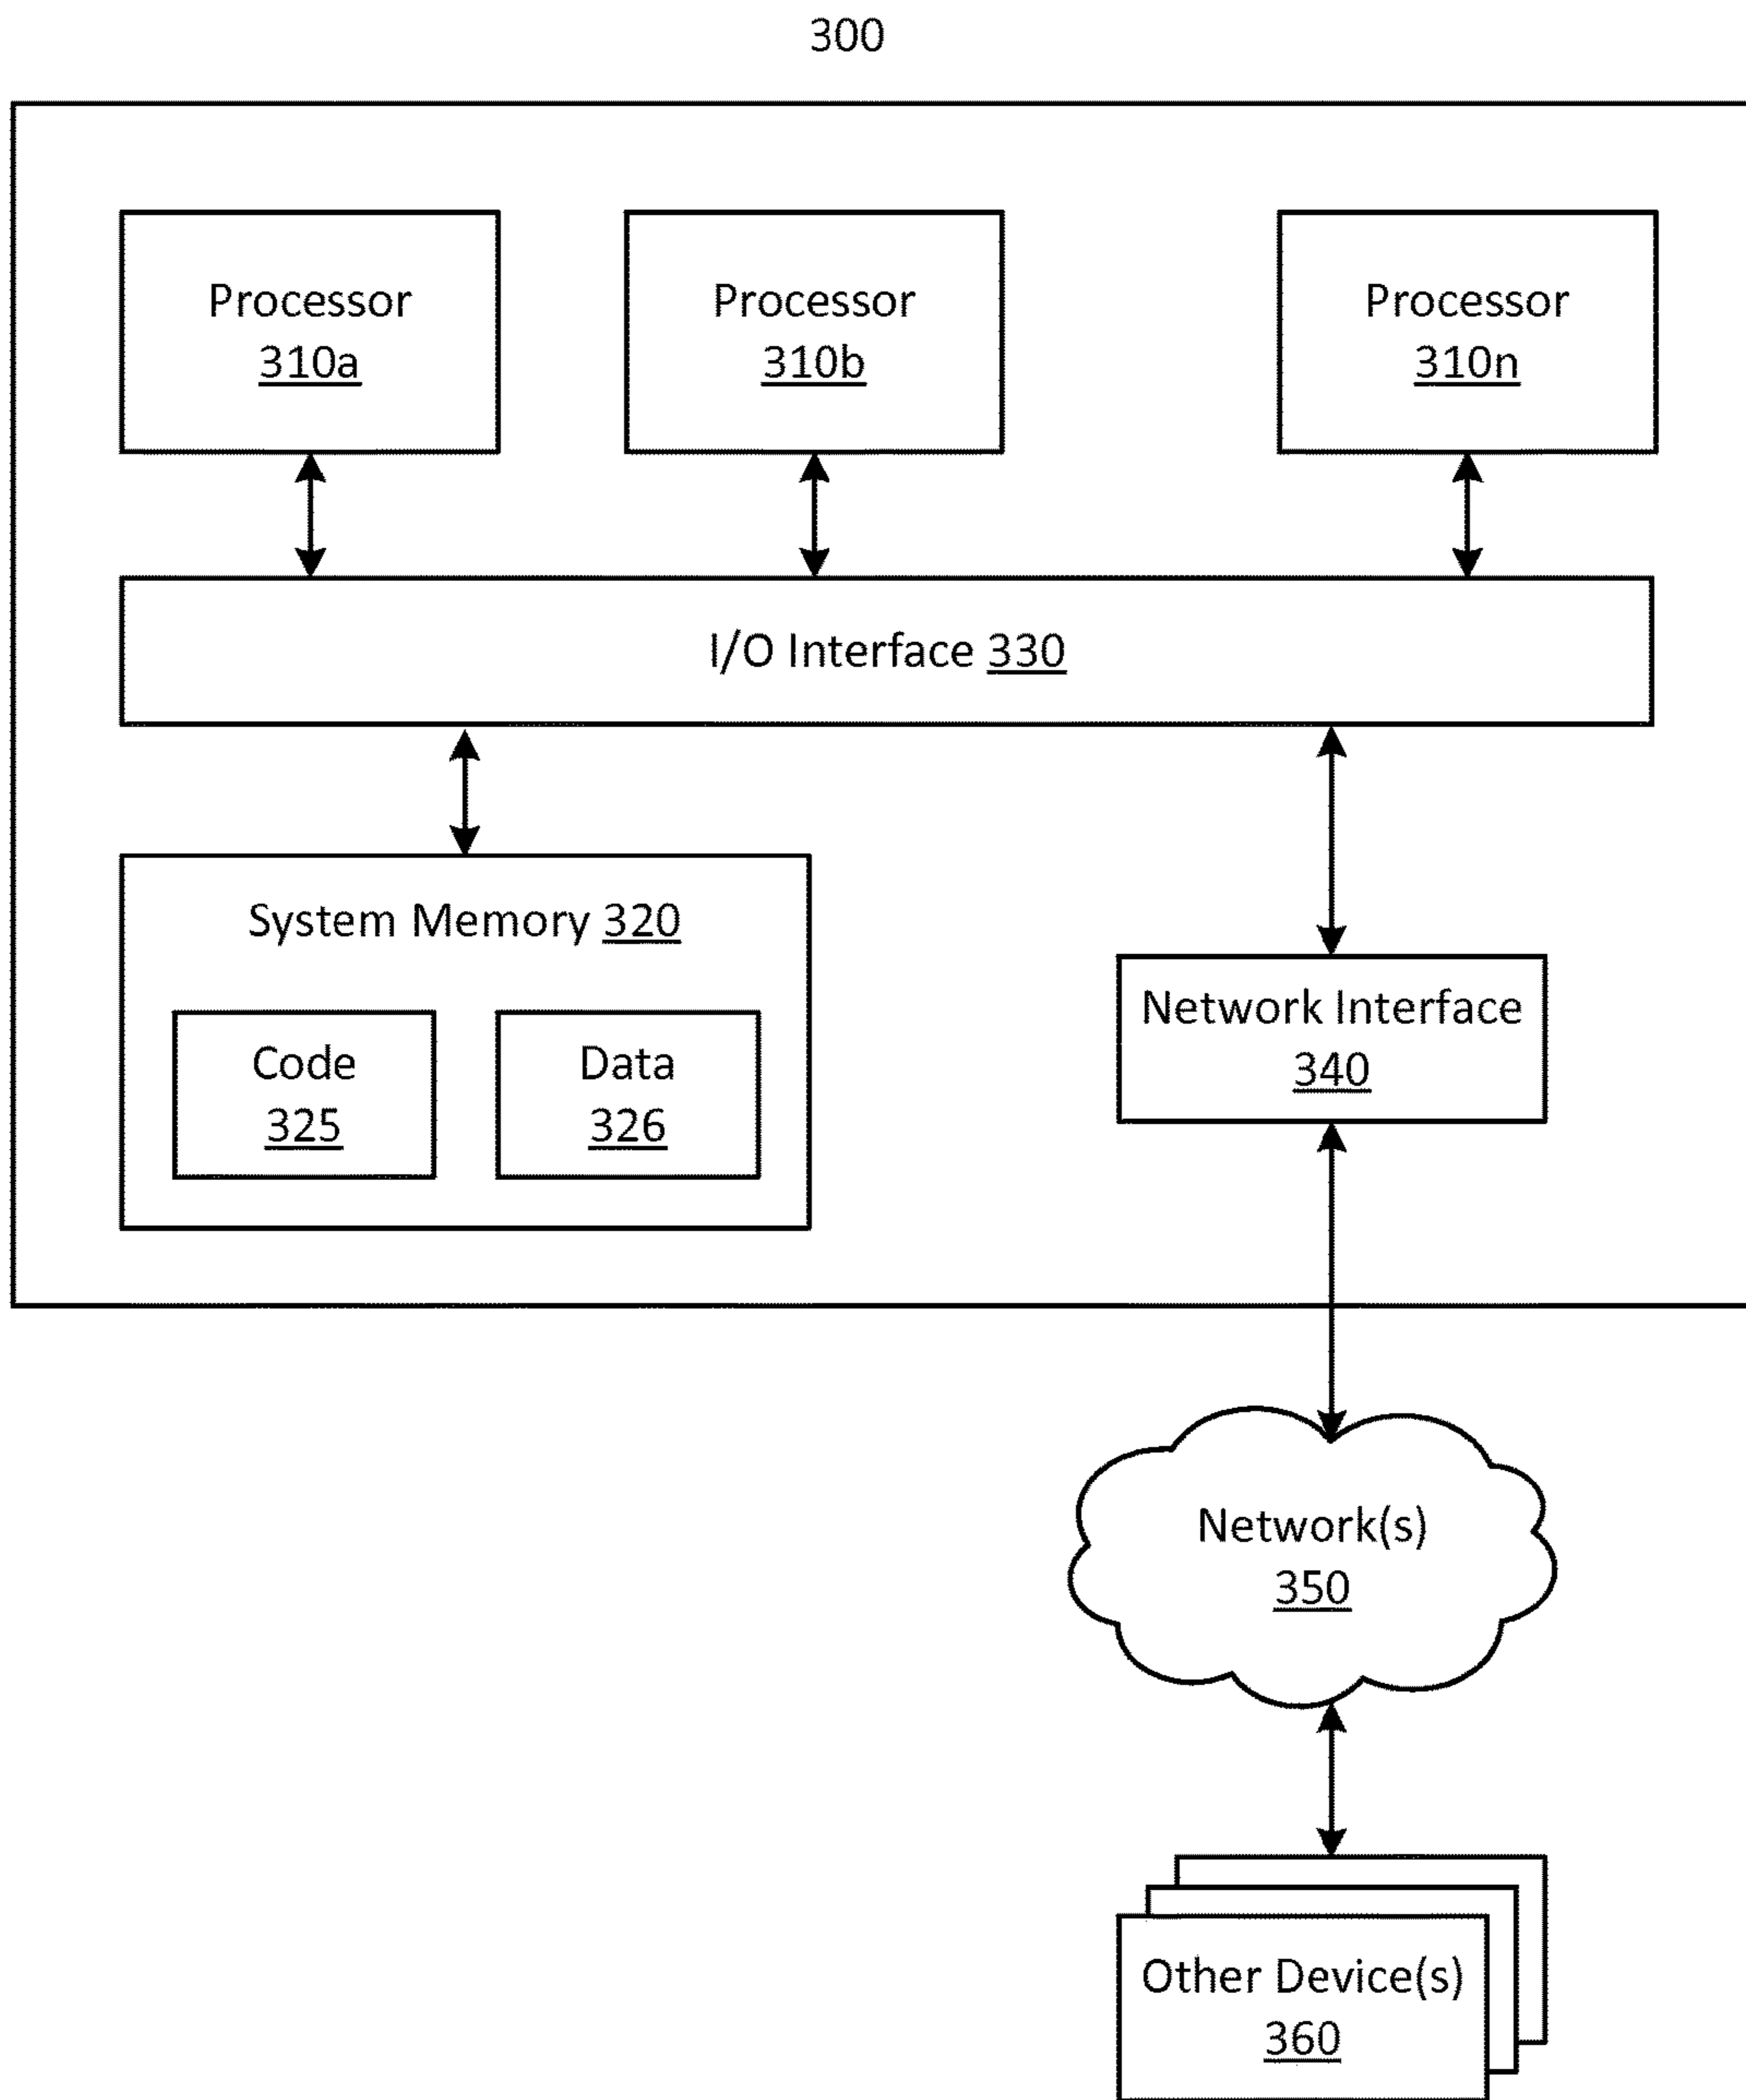 300
Processor
310a
Processor
310b
Processor
310n
I/O Interface 330
System Memory 320
Code
325
Data
326
Network Interface
340
Network(s)
350
Other Device(s)
360